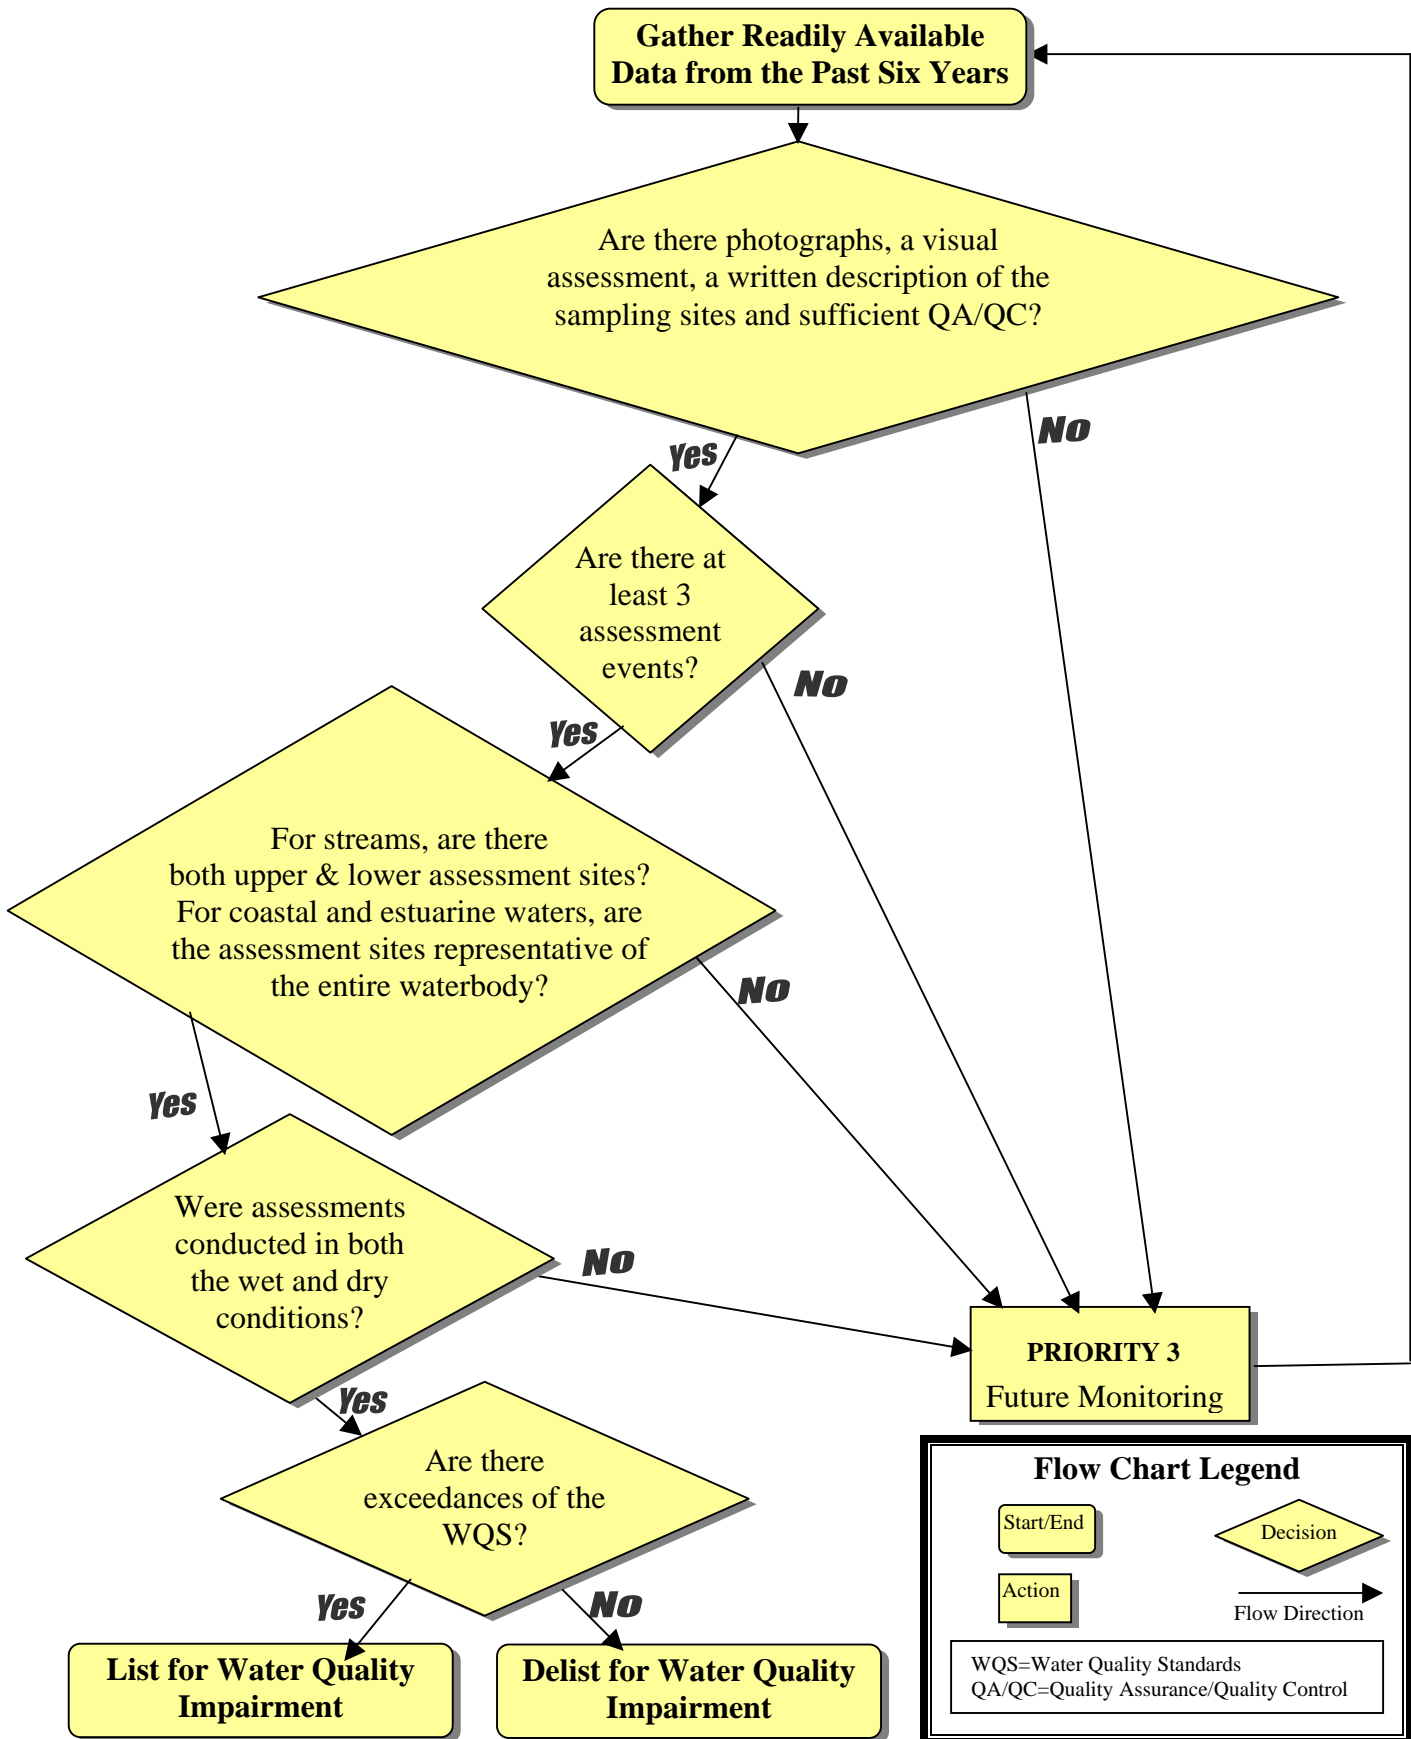 Gather Readily Available
Data from the Past Six Years
Are there photographs, a visual
assessment, a written description of the
sampling sites and sufficient QA/QC?
No
Yes
Are there at
least 3
assessment
events?
No
Yes
For streams, are there
both upper & lower assessment sites?
For coastal and estuarine waters, are
the assessment sites representative of
the entire waterbody?
No
Yes
Were assessments
conducted in both
the wet and dry
conditions?
No
PRIORITY 3
Future Monitoring
Yes
Are there
exceedances of the
WQS?
Yes
No
List for Water Quality
Impairment
Delist for Water Quality
Impairment
Flow Chart Legend
Start/End
Decision
Action
Flow Direction
WQS=Water Quality Standards
QA/QC=Quality Assurance/Quality Control